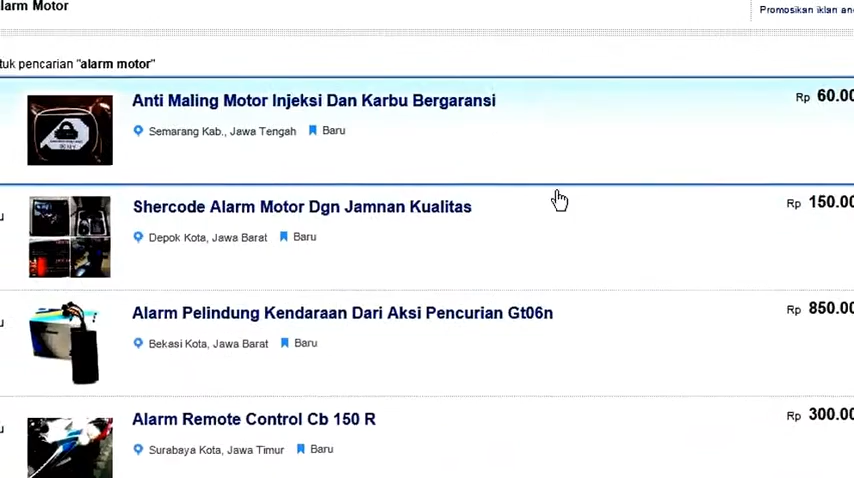 larm Motor
Promosikan iklan an
tuk pencarian "alarm motor"
Anti Maling Motor Injeksi Dan Karbu Bergaransi
Rp 60.00
Semarang Kab., Jawa Tengah Baru
Shercode Alarm Motor Dgn Jamnan Kualitas
Rp 150.00
Depok Kota, Jawa Barat Baru
Alarm Pelindung Kendaraan Dari Aksi Pencurian Gt06n
Rp 850.00
Bekasi Kota, Jawa Barat Baru
Alarm Remote Control Cb 150 R
Rp 300.00
Surabaya Kota, Jawa Timur Baru